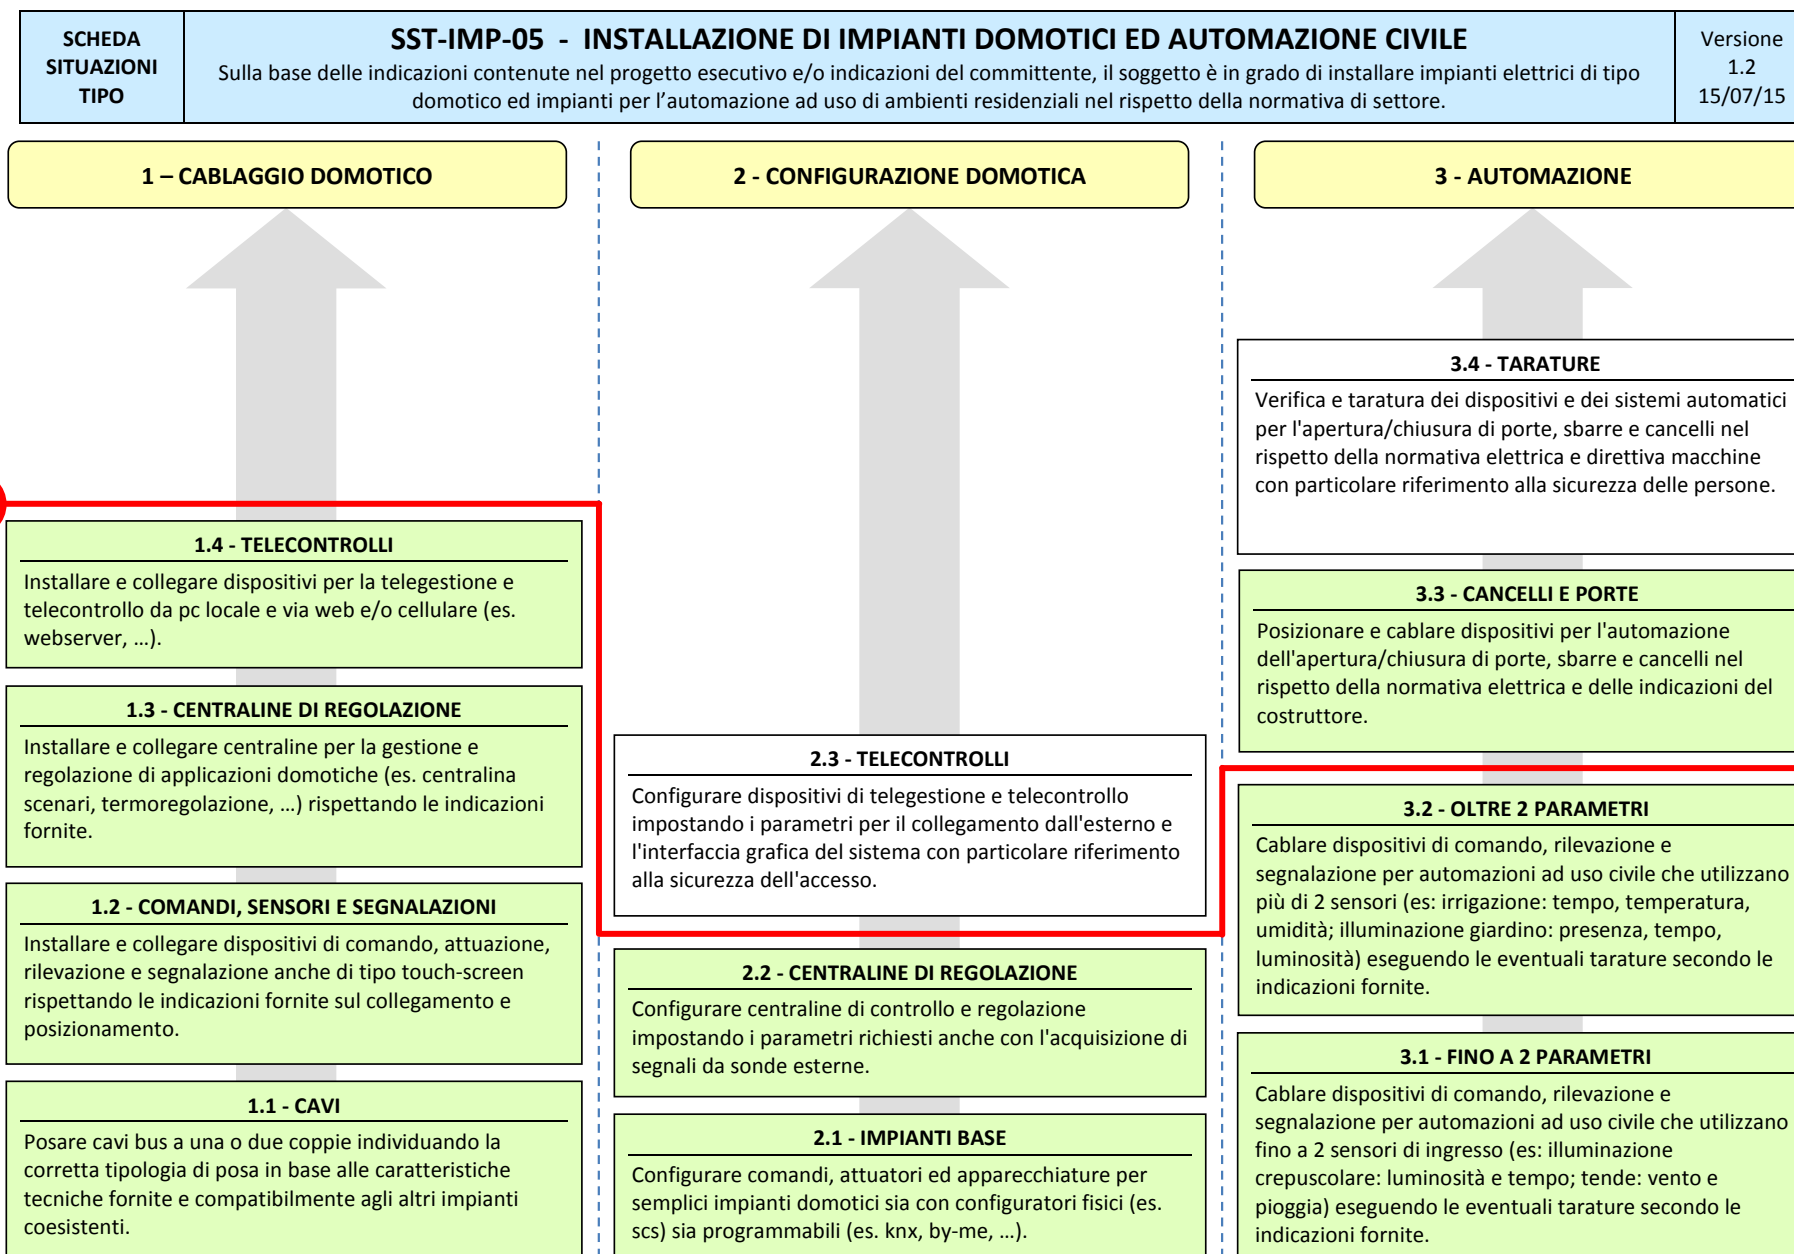 SCHEDA
SITUAZIONI
TIPO
SST-IMP-05 - INSTALLAZIONE DI IMPIANTI DOMOTICI ED AUTOMAZIONE CIVILE
Sulla base delle indicazioni contenute nel progetto esecutivo e/o indicazioni del committente, il soggetto è in grado di installare impianti elettrici di tipo
domotico ed impianti per l’automazione ad uso di ambienti residenziali nel rispetto della normativa di settore.
Versione
1.2
15/07/15
1 – CABLAGGIO DOMOTICO
1.4 - TELECONTROLLI
Installare e collegare dispositivi per la telegestione e
telecontrollo da pc locale e via web e/o cellulare (es.
webserver, …).
1.3 - CENTRALINE DI REGOLAZIONE
Installare e collegare centraline per la gestione e
regolazione di applicazioni domotiche (es. centralina
scenari, termoregolazione, …) rispettando le indicazioni
fornite.
1.2 - COMANDI, SENSORI E SEGNALAZIONI
Installare e collegare dispositivi di comando, attuazione,
rilevazione e segnalazione anche di tipo touch-screen
rispettando le indicazioni fornite sul collegamento e
posizionamento.
1.1 - CAVI
Posare cavi bus a una o due coppie individuando la
corretta tipologia di posa in base alle caratteristiche
tecniche fornite e compatibilmente agli altri impianti
coesistenti.
2 - CONFIGURAZIONE DOMOTICA
2.3 - TELECONTROLLI
Configurare dispositivi di telegestione e telecontrollo
impostando i parametri per il collegamento dall'esterno e
l'interfaccia grafica del sistema con particolare riferimento
alla sicurezza dell'accesso.
2.2 - CENTRALINE DI REGOLAZIONE
Configurare centraline di controllo e regolazione
impostando i parametri richiesti anche con l'acquisizione di
segnali da sonde esterne.
2.1 - IMPIANTI BASE
Configurare comandi, attuatori ed apparecchiature per
semplici impianti domotici sia con configuratori fisici (es.
scs) sia programmabili (es. knx, by-me, …).
3 - AUTOMAZIONE
3.4 - TARATURE
Verifica e taratura dei dispositivi e dei sistemi automatici
per l'apertura/chiusura di porte, sbarre e cancelli nel
rispetto della normativa elettrica e direttiva macchine
con particolare riferimento alla sicurezza delle persone.
3.3 - CANCELLI E PORTE
Posizionare e cablare dispositivi per l'automazione
dell'apertura/chiusura di porte, sbarre e cancelli nel
rispetto della normativa elettrica e delle indicazioni del
costruttore.
3.2 - OLTRE 2 PARAMETRI
Cablare dispositivi di comando, rilevazione e
segnalazione per automazioni ad uso civile che utilizzano
più di 2 sensori (es: irrigazione: tempo, temperatura,
umidità; illuminazione giardino: presenza, tempo,
luminosità) eseguendo le eventuali tarature secondo le
indicazioni fornite.
3.1 - FINO A 2 PARAMETRI
Cablare dispositivi di comando, rilevazione e
segnalazione per automazioni ad uso civile che utilizzano
fino a 2 sensori di ingresso (es: illuminazione
crepuscolare: luminosità e tempo; tende: vento e
pioggia) eseguendo le eventuali tarature secondo le
indicazioni fornite.